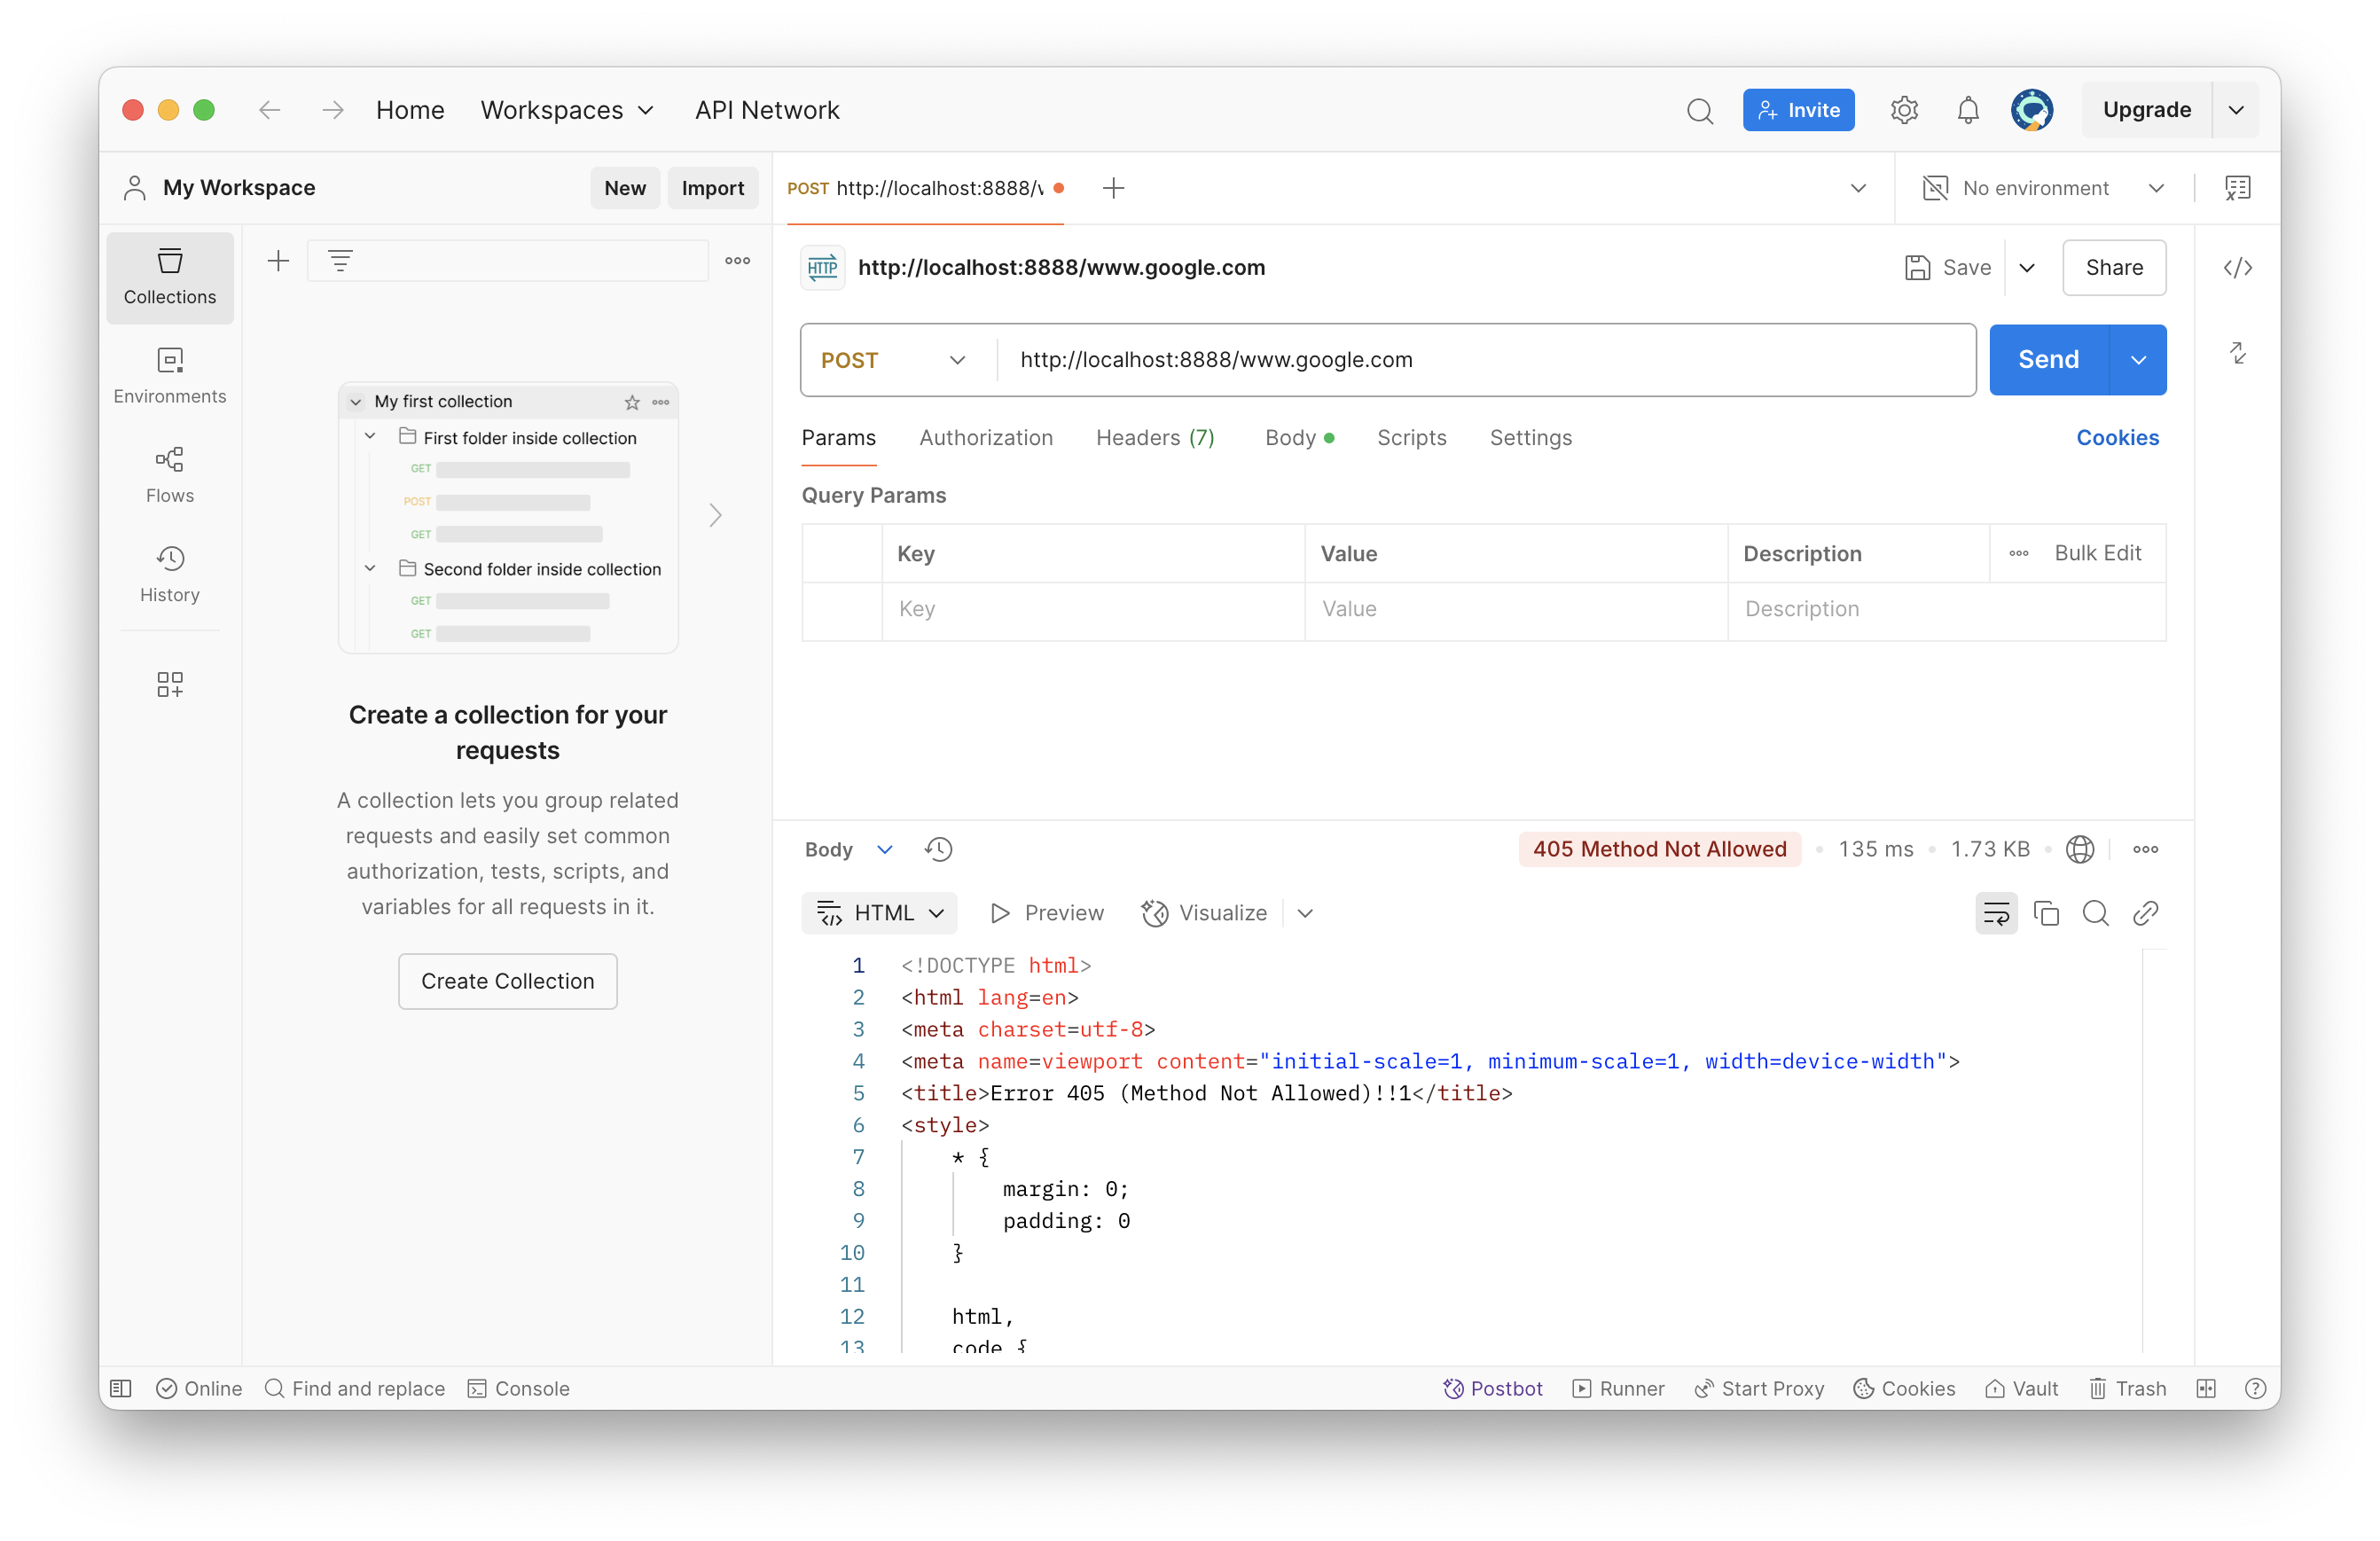 Home Workspaces API Network Invite Upgrade
My Workspace New Import
POST http://localhost:8888/
No environment
Collections
Environments
Flows
History
My first collection
First folder inside collection
GET
POST
GET
Second folder inside collection
GET
GET
Create a collection for your
requests
A collection lets you group related
requests and easily set common
authorization, tests, scripts, and
variables for all requests in it.
Create Collection
HTTP http://localhost:8888/www.google.com Save Share
POST http://localhost:8888/www.google.com Send
Params Authorization Headers (7) Body Scripts Settings Cookies
Query Params
Key Value Description Bulk Edit
Key Value Description
Body 405 Method Not Allowed 135 ms 1.73 KB
HTML Preview Visualize
1 <!DOCTYPE html>
2 <html lang=en>
3 <meta charset=utf-8>
4 <meta name=viewport content="initial-scale=1, minimum-scale=1, width=device-width">
5 <title>Error 405 (Method Not Allowed)!!1</title>
6 <style>
7 * {
8 margin: 0;
9 padding: 0
10 }
11
12 html,
13 code {
Online Find and replace Console Postbot Runner Start Proxy Cookies Vault Trash